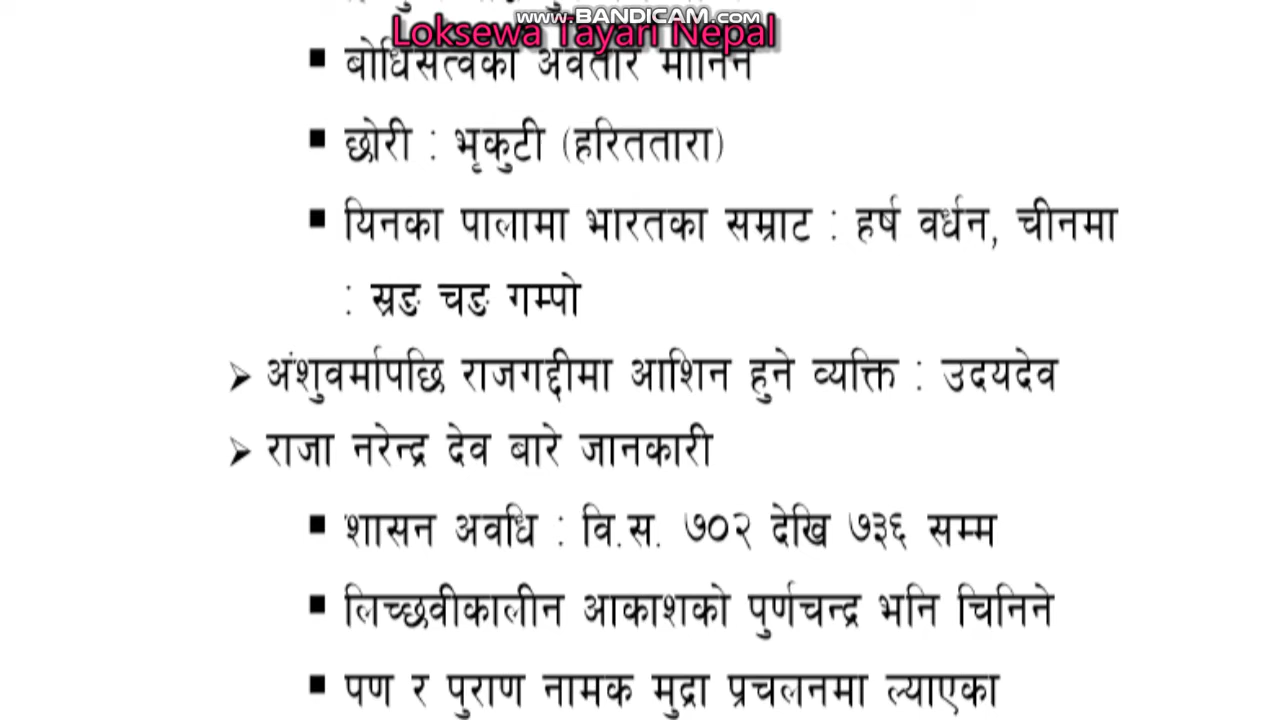 www.BANDICAM.com
Loksewa Tayari Nepal
▪ बोधिसत्वका अवतार मानिने
▪ छोरी : भृकुटी (हरिततारा)
▪ यिनका पालामा भारतका सम्राट : हर्ष वर्धन, चीनमा
: स्रङ चङ गम्पो
➢ अंशुवर्मापछि राजगद्दीमा आशिन हुने व्यक्ति : उदयदेव
➢ राजा नरेन्द्र देव बारे जानकारी
▪ शासन अवधि : वि.स. ७०२ देखि ७३६ सम्म
▪ लिच्छवीकालीन आकाशको पुर्णचन्द्र भनि चिनिने
▪ पण र पुराण नामक मुद्रा प्रचलनमा ल्याएका